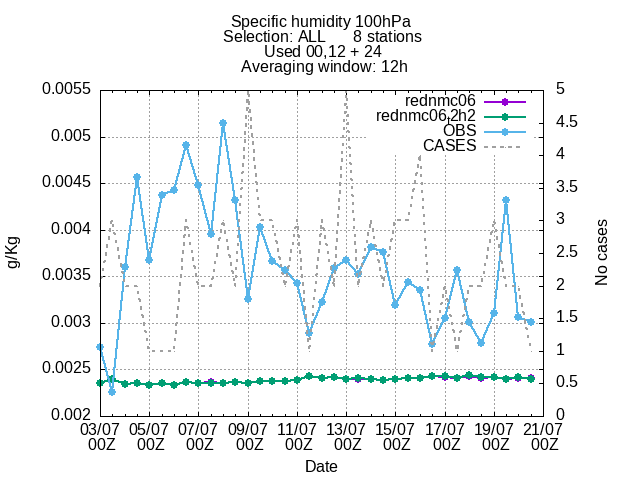 Specific humidity 100hPa
Selection: ALL 8 stations
Used 00,12 + 24
Averaging window: 12h
rednmc06
rednmc06.2h2
OBS
CASES
0.0055
0.005
0.0045
0.004
0.0035
0.003
0.0025
0.002
g/Kg
5
4.5
4
3.5
3
2.5
2
1.5
1
0.5
0
No cases
03/07 05/07 07/07 09/07 11/07 13/07 15/07 17/07 19/07 21/07
00Z 00Z 00Z 00Z 00Z 00Z 00Z 00Z 00Z 00Z
Date